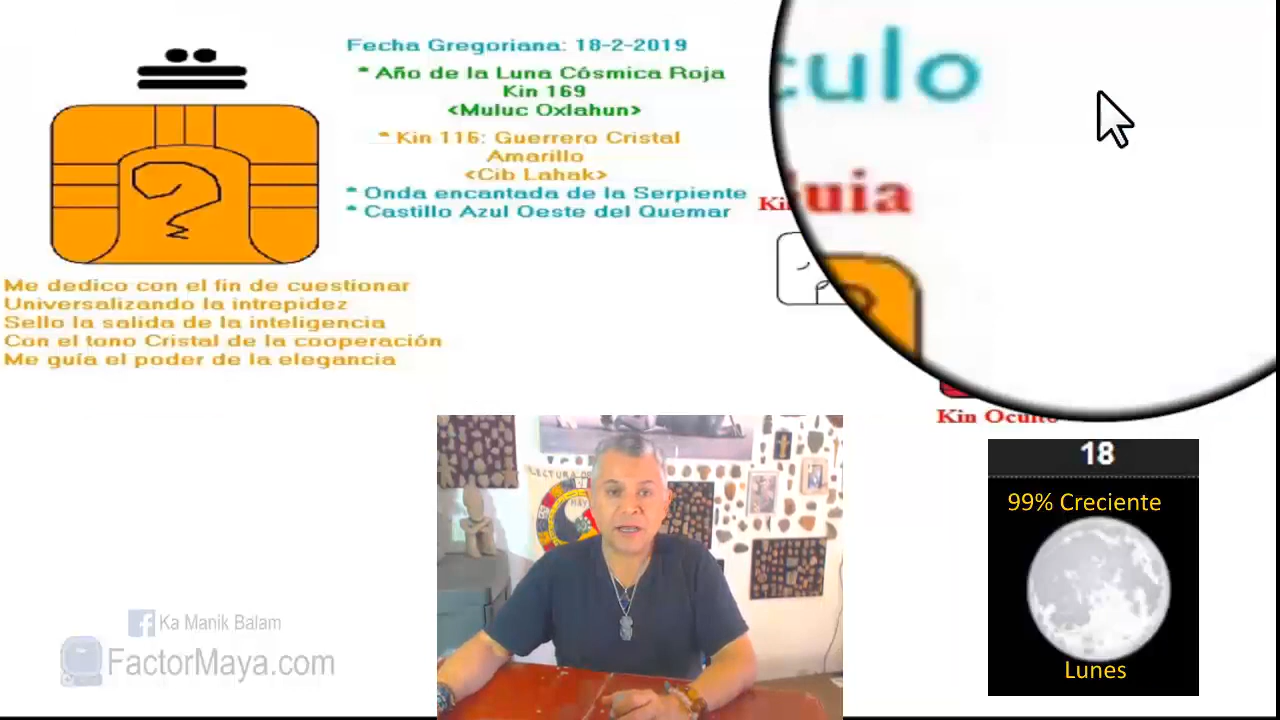 Fecha Gregoriana: 18-2-2019
* Año de la Luna Cósmica Roja
Kin 169
<Muluc Oxlahun>
* Kin 116: Guerrero Cristal
Amarillo
<Cib Lahak>
* Onda encantada de la Serpiente
* Castillo Azul Oeste del Quemar
Me dedico con el fin de cuestionar
Universalizando la intrepidez
Sello la salida de la inteligencia
Con el tono Cristal de la cooperación
Me guía el poder de la elegancia
culo
uia
Kin Oculto
18
99% Creciente
Lunes
Ka Manik Balam
FactorMaya.com